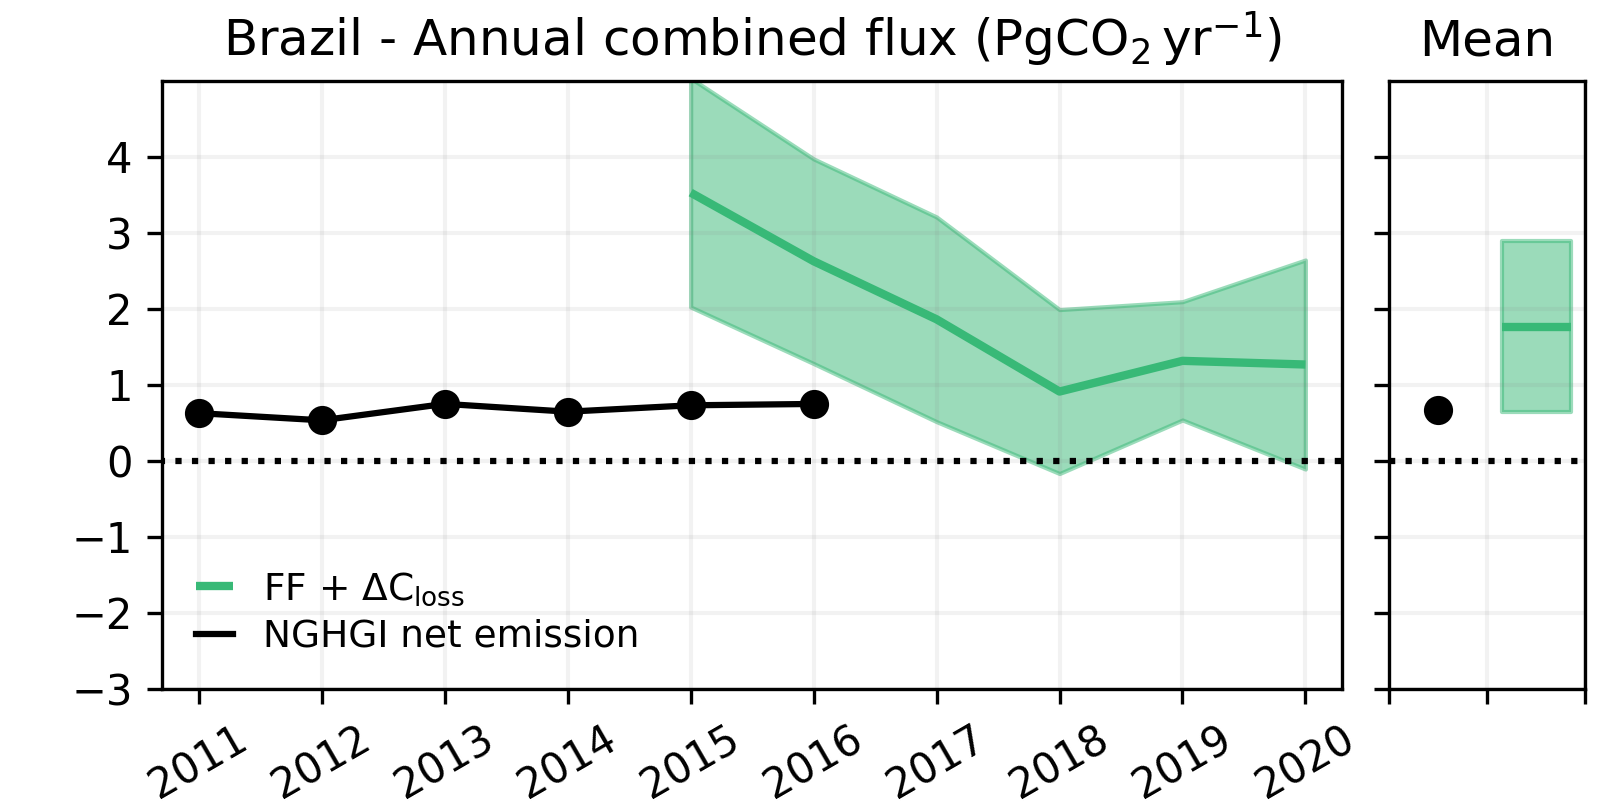 Brazil - Annual combined flux (PgCO₂ yr⁻¹)
Mean
4
3
2
1
0
−1
−2
−3
FF + ΔC_loss
NGHGI net emission
2011 2012 2013 2014 2015 2016 2017 2018 2019 2020